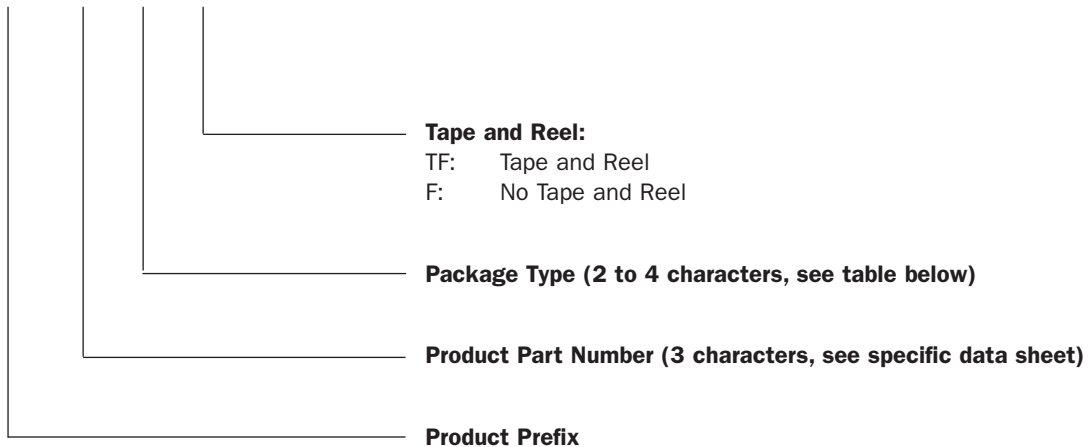 Tape and Reel:
TF: Tape and Reel
F: No Tape and Reel
Package Type (2 to 4 characters, see table below)
Product Part Number (3 characters, see specific data sheet)
Product Prefix